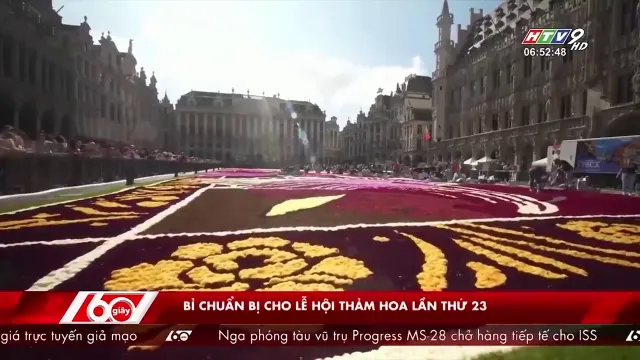 HTV9 HD
06:52:48
BỈ CHUẨN BỊ CHO LỄ HỘI THẢM HOA LẦN THỨ 23
60 giây
giá trực tuyến giả mạo 60 Nga phóng tàu vũ trụ Progress MS-28 chở hàng tiếp tế cho ISS